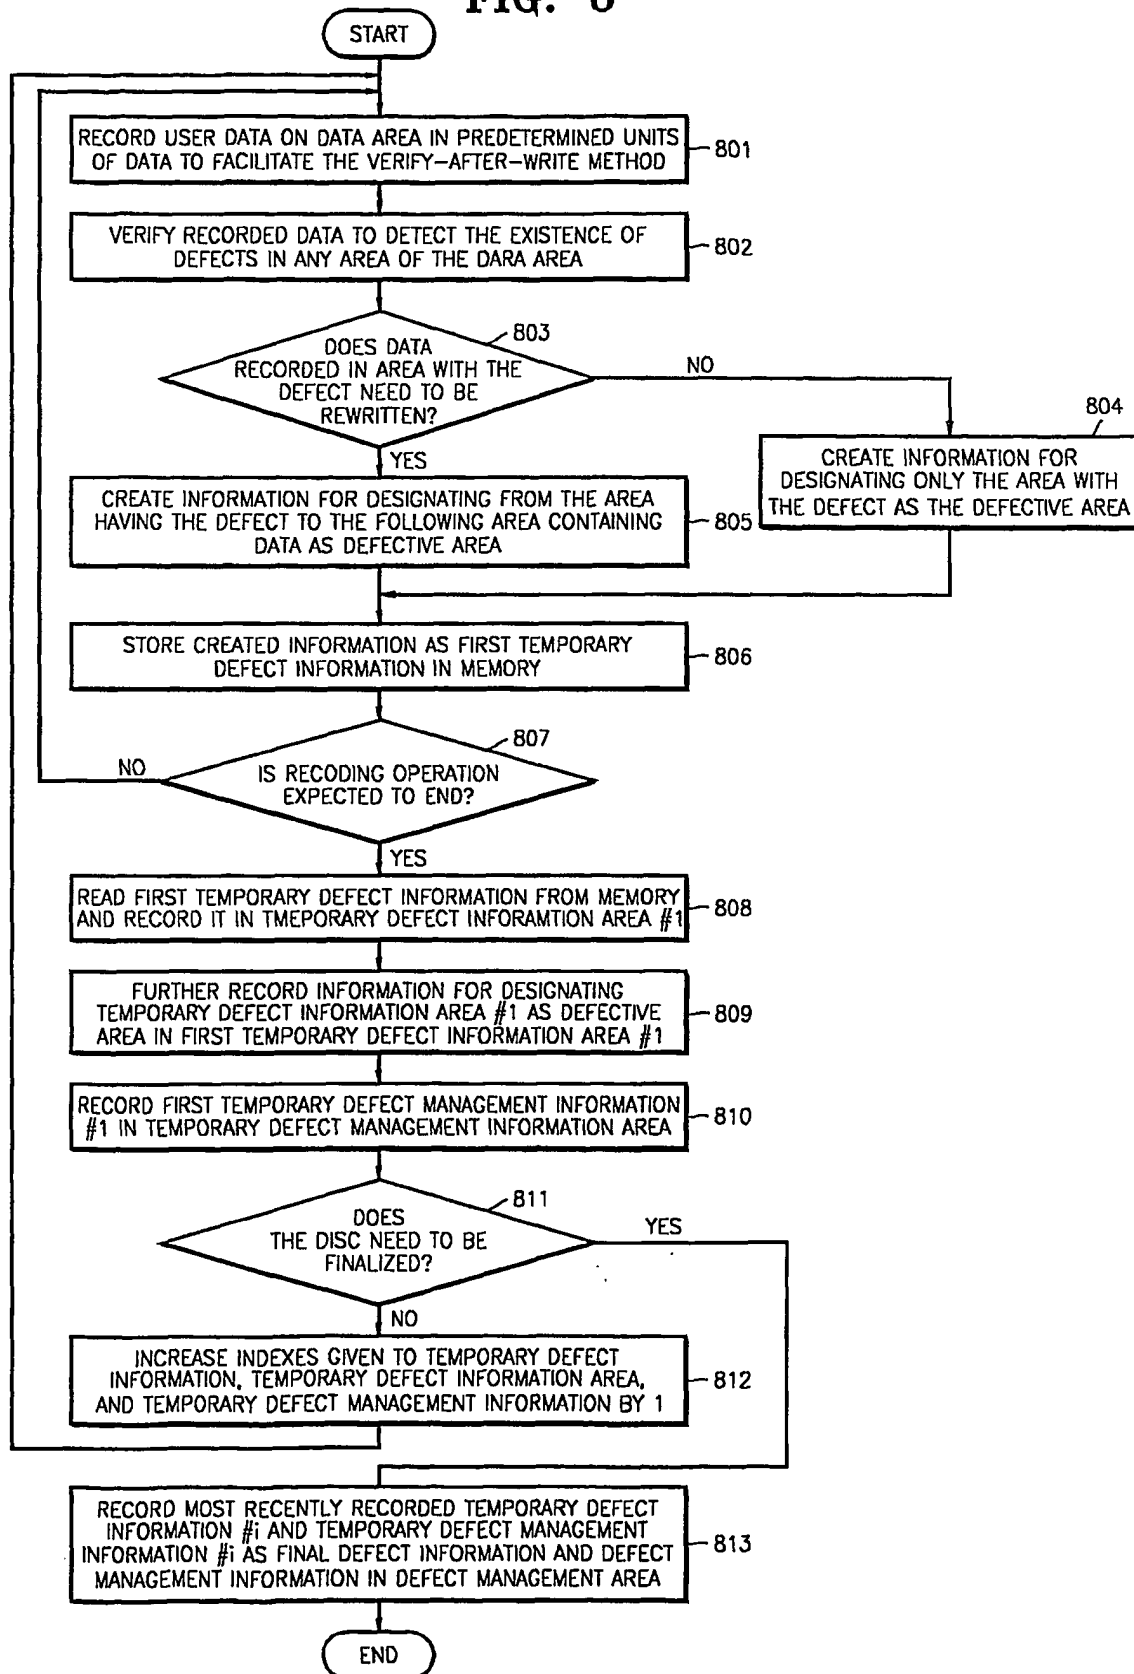 FIG. 8
START
RECORD USER DATA ON DATA AREA IN PREDETERMINED UNITS
OF DATA TO FACILITATE THE VERIFY-AFTER-WRITE METHOD
801
VERIFY RECORDED DATA TO DETECT THE EXISTENCE OF
DEFECTS IN ANY AREA OF THE DARA AREA
802
803
DOES DATA
RECORDED IN AREA WITH THE
DEFECT NEED TO BE
REWRITTEN?
NO
YES
804
CREATE INFORMATION FOR
DESIGNATING ONLY THE AREA WITH
THE DEFECT AS THE DEFECTIVE AREA
CREATE INFORMATION FOR DESIGNATING FROM THE AREA
HAVING THE DEFECT TO THE FOLLOWING AREA CONTAINING
DATA AS DEFECTIVE AREA
805
STORE CREATED INFORMATION AS FIRST TEMPORARY
DEFECT INFORMATION IN MEMORY
806
807
IS RECODING OPERATION
EXPECTED TO END?
NO
YES
READ FIRST TEMPORARY DEFECT INFORMATION FROM MEMORY
AND RECORD IT IN TMEPORARY DEFECT INFORAMTION AREA #1
808
FURTHER RECORD INFORMATION FOR DESIGNATING
TEMPORARY DEFECT INFORMATION AREA #1 AS DEFECTIVE
AREA IN FIRST TEMPORARY DEFECT INFORMATION AREA #1
809
RECORD FIRST TEMPORARY DEFECT MANAGEMENT INFORMATION
#1 IN TEMPORARY DEFECT MANAGEMENT INFORMATION AREA
810
811
DOES
THE DISC NEED TO BE
FINALIZED?
YES
NO
INCREASE INDEXES GIVEN TO TEMPORARY DEFECT
INFORMATION, TEMPORARY DEFECT INFORMATION AREA,
AND TEMPORARY DEFECT MANAGEMENT INFORMATION BY 1
812
RECORD MOST RECENTLY RECORDED TEMPORARY DEFECT
INFORMATION #i AND TEMPORARY DEFECT MANAGEMENT
INFORMATION #i AS FINAL DEFECT INFORMATION AND DEFECT
MANAGEMENT INFORMATION IN DEFECT MANAGEMENT AREA
813
END